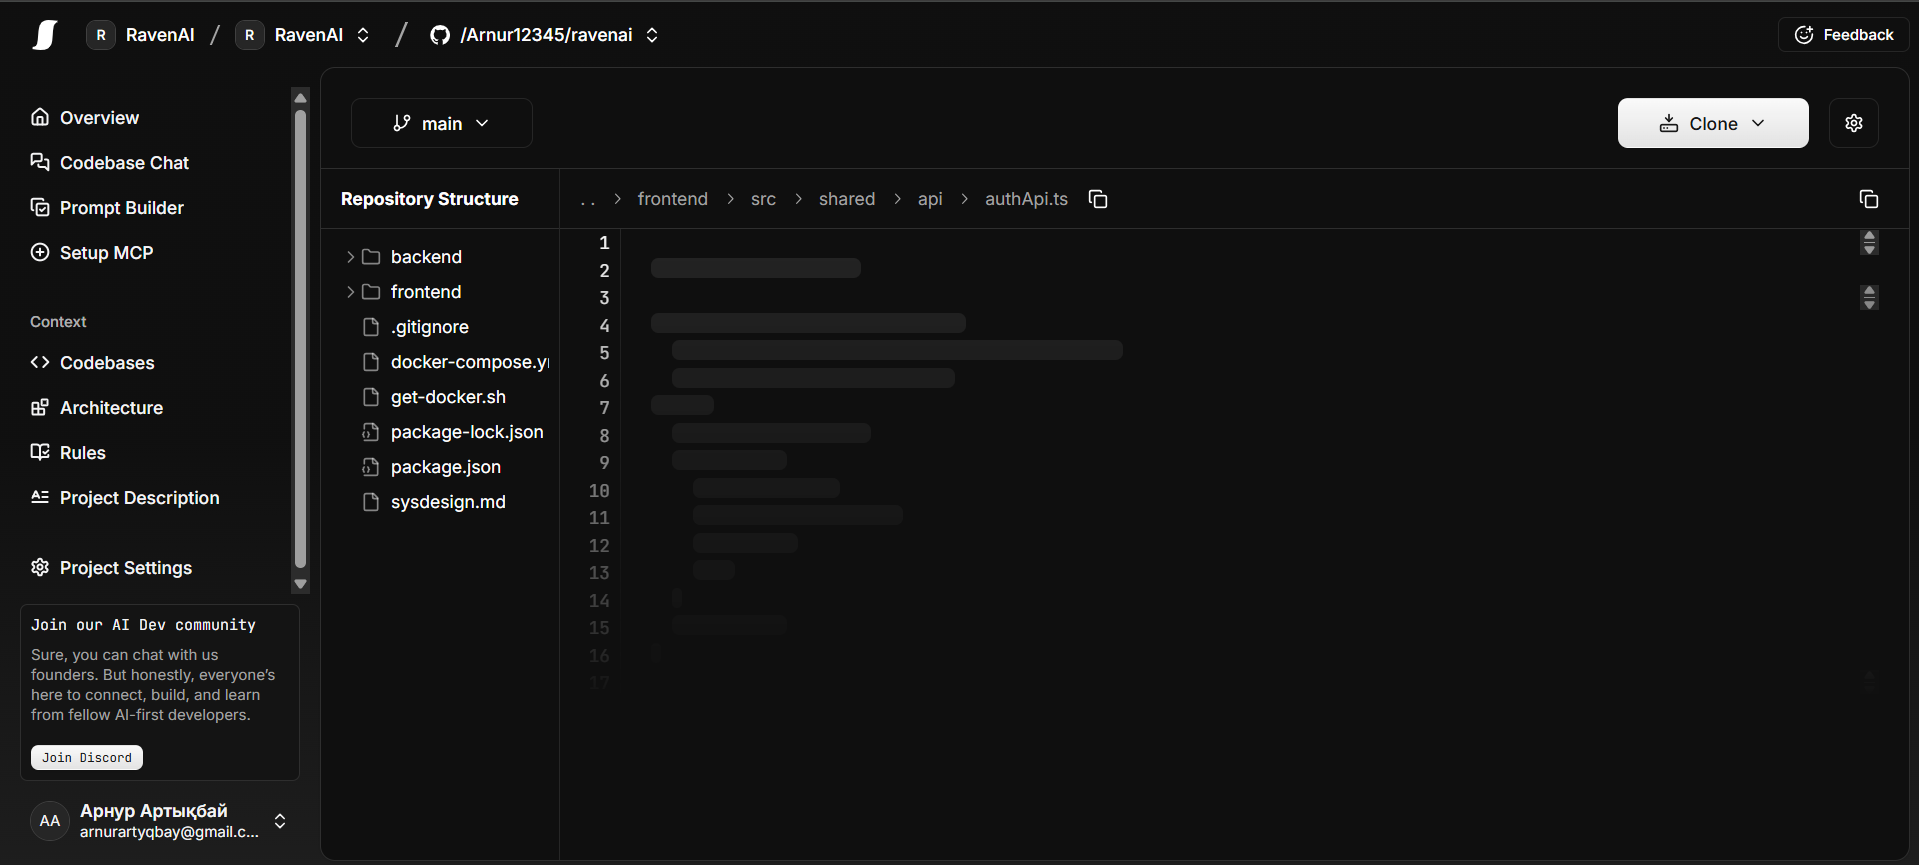 R RavenAI / R RavenAI / /Arnur12345/ravenai
Feedback
Overview
Codebase Chat
Prompt Builder
Setup MCP
Context
Codebases
Architecture
Rules
Project Description
Project Settings
Join our AI Dev community
Sure, you can chat with us
founders. But honestly, everyone's
here to connect, build, and learn
from fellow AI-first developers.
Join Discord
AA
Арнур Артықбай
arnurartyqbay@gmail.c...
main
Clone
Repository Structure
.. > frontend > src > shared > api > authApi.ts
backend
frontend
.gitignore
docker-compose.y
get-docker.sh
package-lock.json
package.json
sysdesign.md
1
2
3
4
5
6
7
8
9
10
11
12
13
14
15
16
17